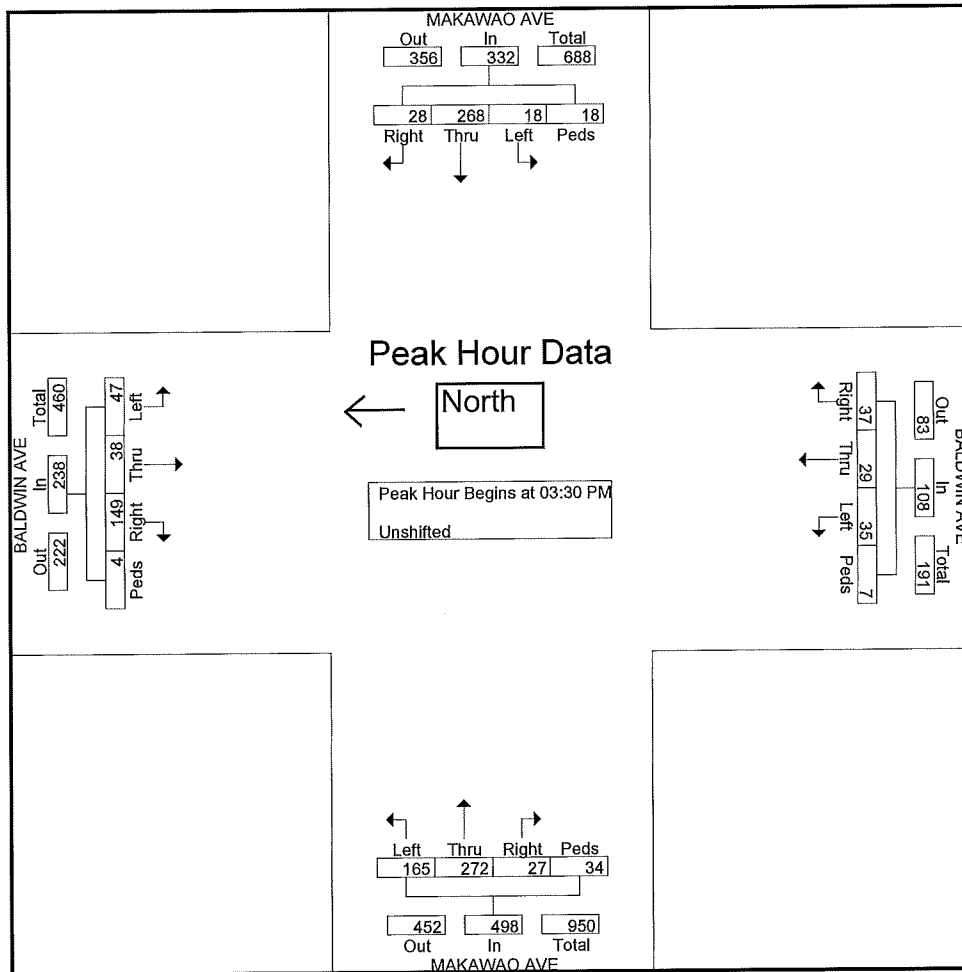 MAKAWAO AVE
Out In Total
356 332 688
28 268 18 18
Right Thru Left Peds
Peak Hour Data
North
Peak Hour Begins at 03:30 PM
Unshifted
BALDWIN AVE
Out In Total
222 238 460
4 149 38 47
Peds Right Thru Left
BALDWIN AVE
Out In Total
83 108 191
37 29 35 7
Right Thru Left Peds
Left Thru Right Peds
165 272 27 34
452 498 950
Out In Total
MAKAWAO AVE